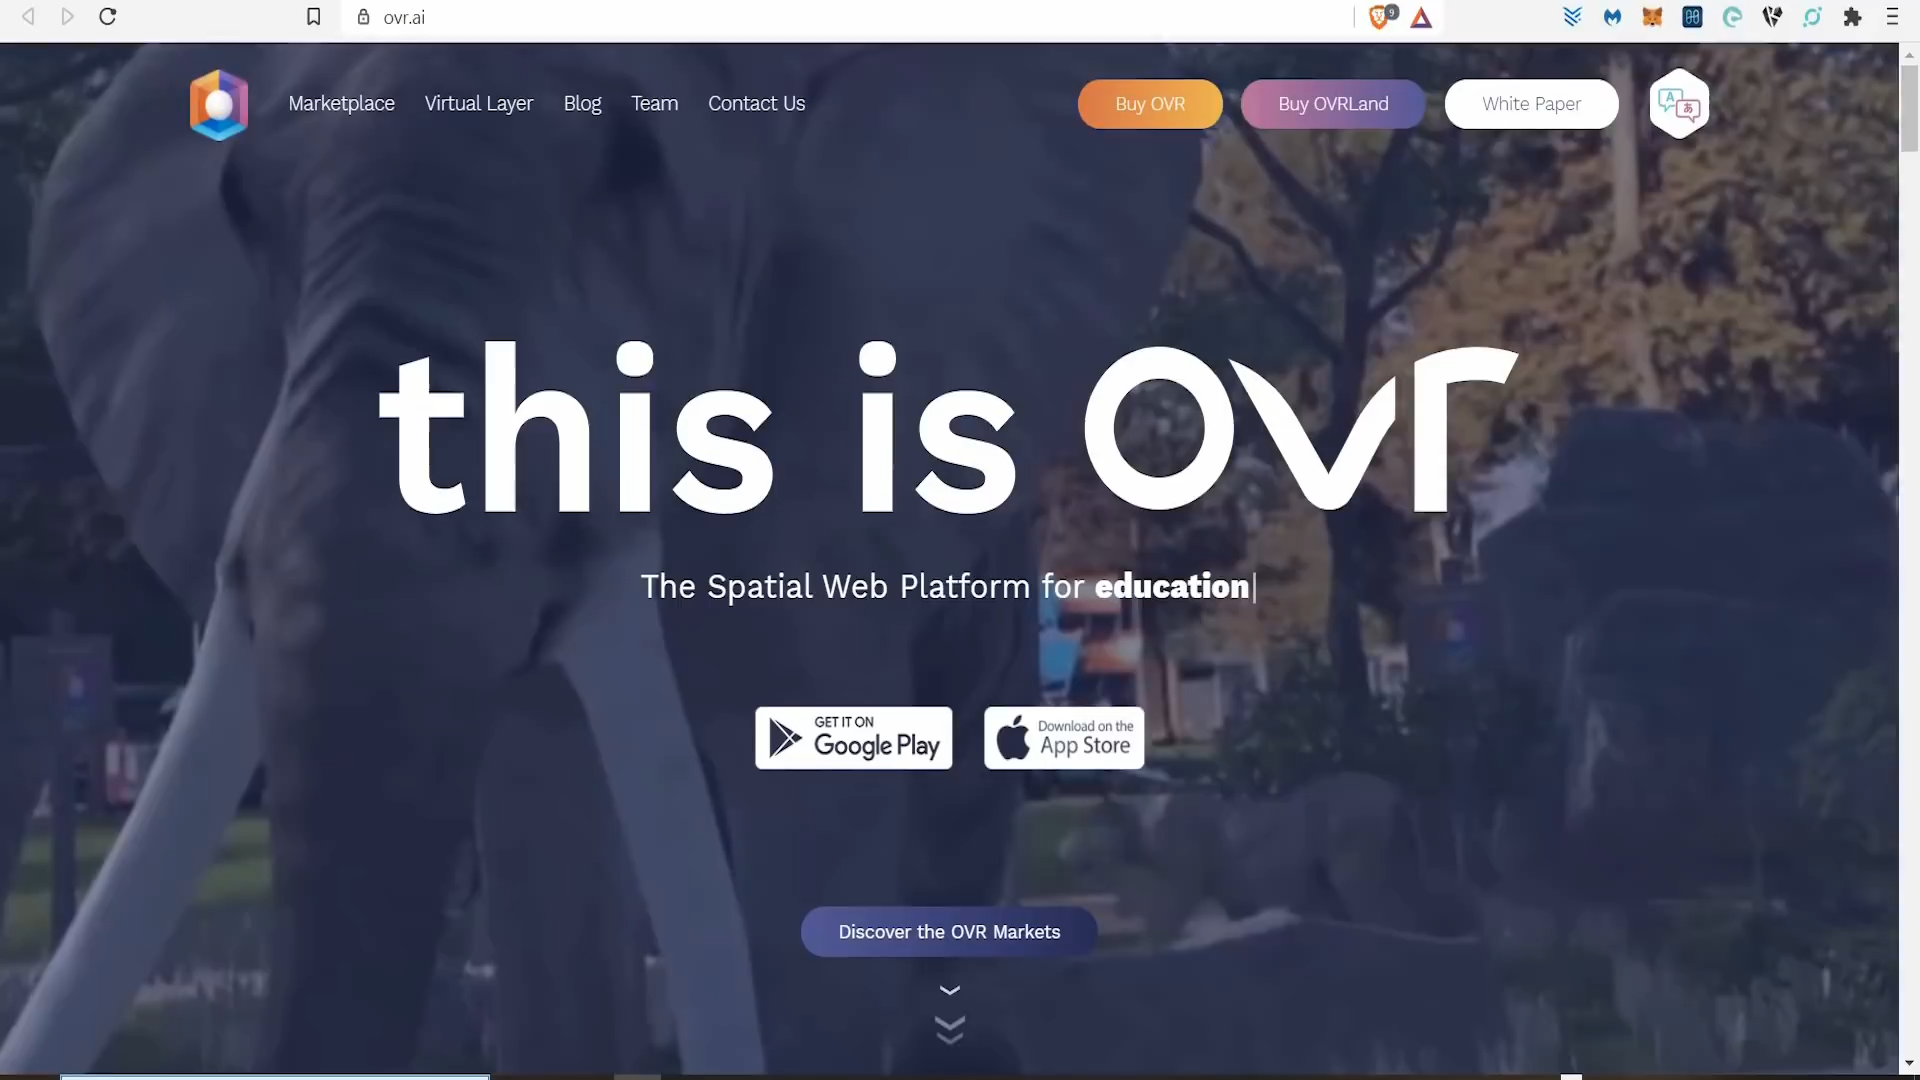 ovr.ai
9
Marketplace
Virtual Layer
Blog
Team
Contact Us
Buy OVR
Buy OVRLand
White Paper
A あ
this is ovr
The Spatial Web Platform for education
GET IT ON
Google Play
Download on the
App Store
Discover the OVR Markets